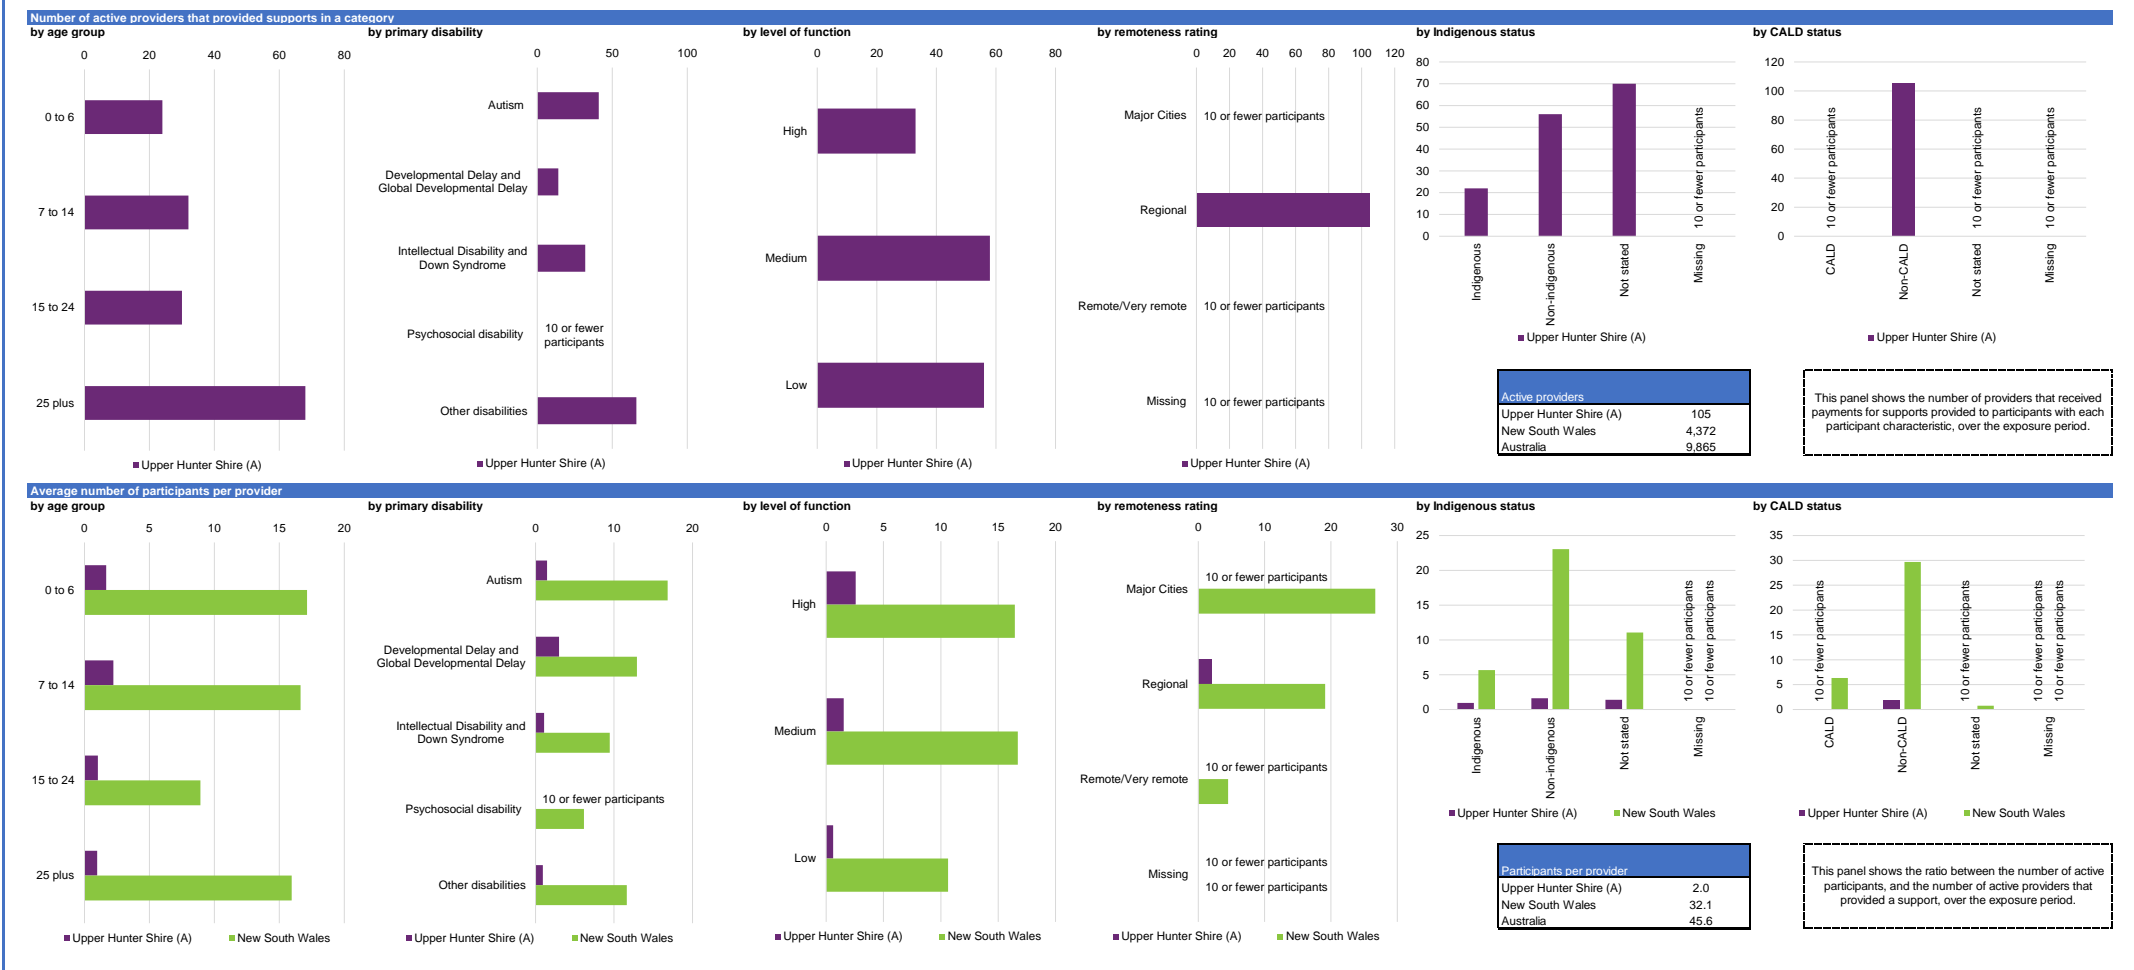 Number of active providers that provided supports in a category
by age group
0
20
40
60
80
0 to 6
7 to 14
15 to 24
25 plus
Upper Hunter Shire (A)
by primary disability
0
50
100
Autism
Developmental Delay and
Global Developmental Delay
Intellectual Disability and
Down Syndrome
Psychosocial disability
10 or fewer
participants
Other disabilities
Upper Hunter Shire (A)
by level of function
0
20
40
60
80
High
Medium
Low
Upper Hunter Shire (A)
by remoteness rating
0
20
40
60
80
100
120
Major Cities
10 or fewer participants
Regional
Remote/Very remote
10 or fewer participants
Missing
10 or fewer participants
Upper Hunter Shire (A)
by Indigenous status
80
70
60
50
40
30
20
10
0
10 or fewer participants
Indigenous
Non-indigenous
Not stated
Missing
Upper Hunter Shire (A)
by CALD status
120
100
80
60
40
20
0
10 or fewer participants
10 or fewer participants
10 or fewer participants
CALD
Non-CALD
Not stated
Missing
Upper Hunter Shire (A)
Active providers
Upper Hunter Shire (A) 105
New South Wales 4,372
Australia 9,865
This panel shows the number of providers that received
payments for supports provided to participants with each
participant characteristic, over the exposure period.
Average number of participants per provider
by age group
0
5
10
15
20
0 to 6
7 to 14
15 to 24
25 plus
Upper Hunter Shire (A)
New South Wales
by primary disability
0
10
20
Autism
Developmental Delay and
Global Developmental Delay
Intellectual Disability and
Down Syndrome
Psychosocial disability
10 or fewer participants
Other disabilities
Upper Hunter Shire (A)
New South Wales
by level of function
0
5
10
15
20
High
Medium
Low
Upper Hunter Shire (A)
New South Wales
by remoteness rating
0
10
20
30
Major Cities
10 or fewer participants
Regional
Remote/Very remote
10 or fewer participants
Missing
10 or fewer participants
10 or fewer participants
Upper Hunter Shire (A)
New South Wales
by Indigenous status
25
20
15
10
5
0
10 or fewer participants
10 or fewer participants
Indigenous
Non-indigenous
Not stated
Missing
Upper Hunter Shire (A)
New South Wales
by CALD status
35
30
25
20
15
10
5
0
10 or fewer participants
10 or fewer participants
10 or fewer participants
10 or fewer participants
CALD
Non-CALD
Not stated
Missing
Upper Hunter Shire (A)
New South Wales
Participants per provider
Upper Hunter Shire (A) 2.0
New South Wales 32.1
Australia 45.6
This panel shows the ratio between the number of active
participants, and the number of active providers that
provided a support, over the exposure period.